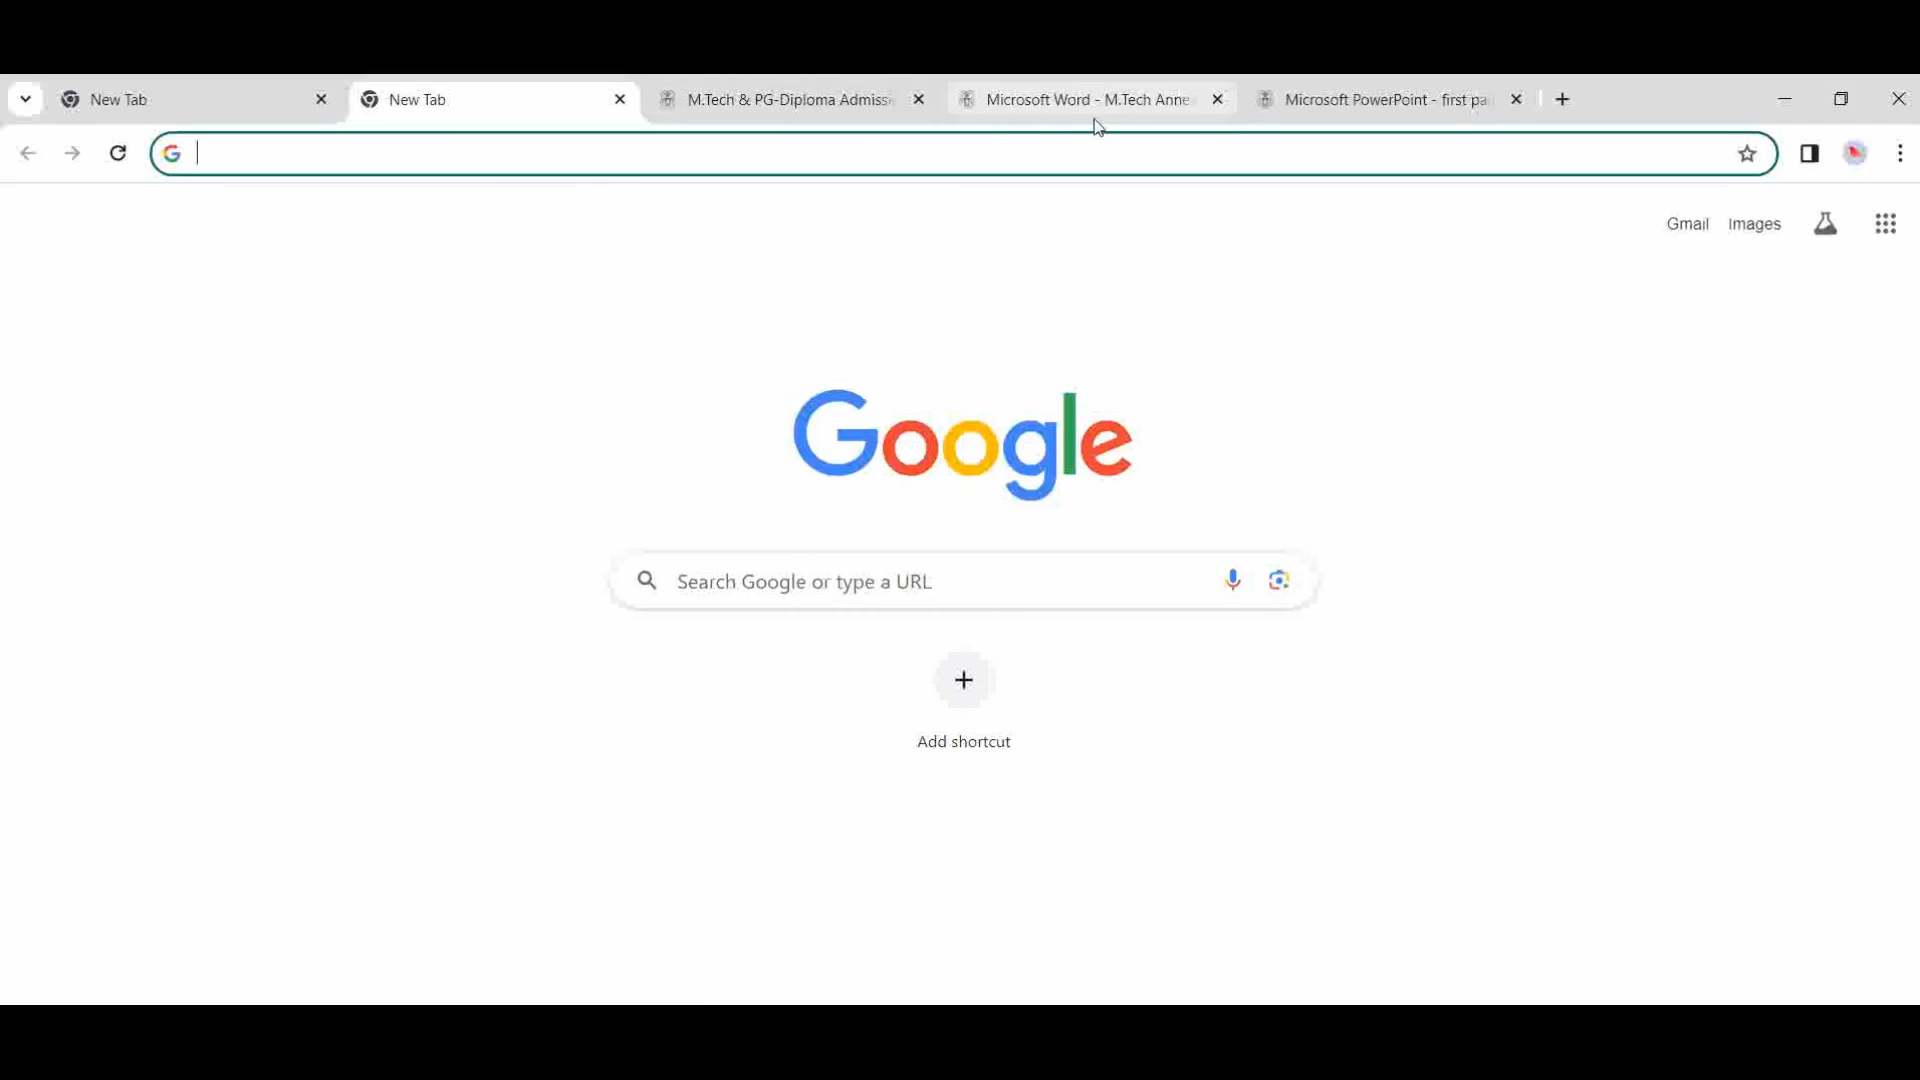 New Tab
New Tab
M.Tech & PG-Diploma Admiss
Microsoft Word - M.Tech Anne
Microsoft PowerPoint - first pa
Gmail Images
Google
Search Google or type a URL
Add shortcut